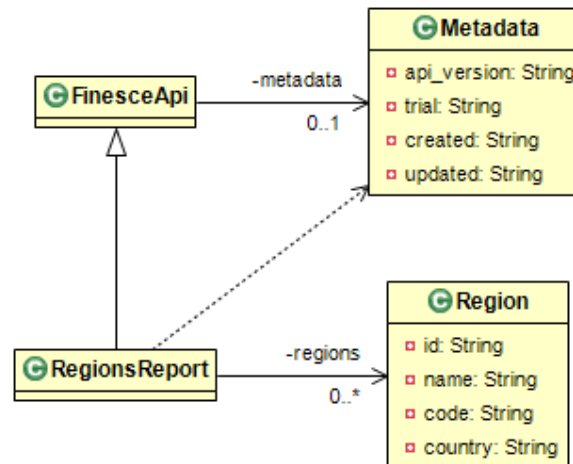 Metadata
api_version: String
trial: String
created: String
updated: String
FinesceApi
-metadata
0..1
RegionsReport
-regions
0..*
Region
id: String
name: String
code: String
country: String